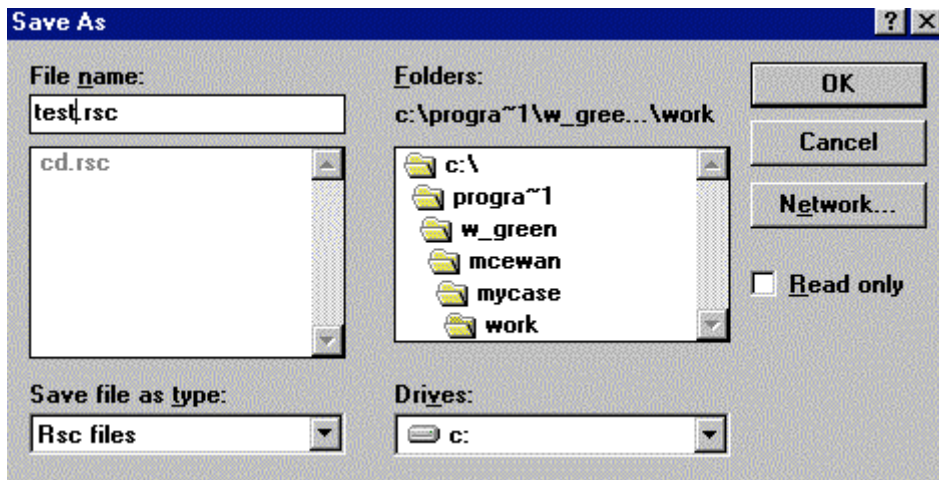 Save As
File name:
test.rsc
cd.rsc
Save file as type:
Rsc files
Folders:
c:\progra~1\w_gree...\work
c:\
progra~1
w_green
mcewan
mycase
work
Drives:
c:
OK
Cancel
Network...
Read only